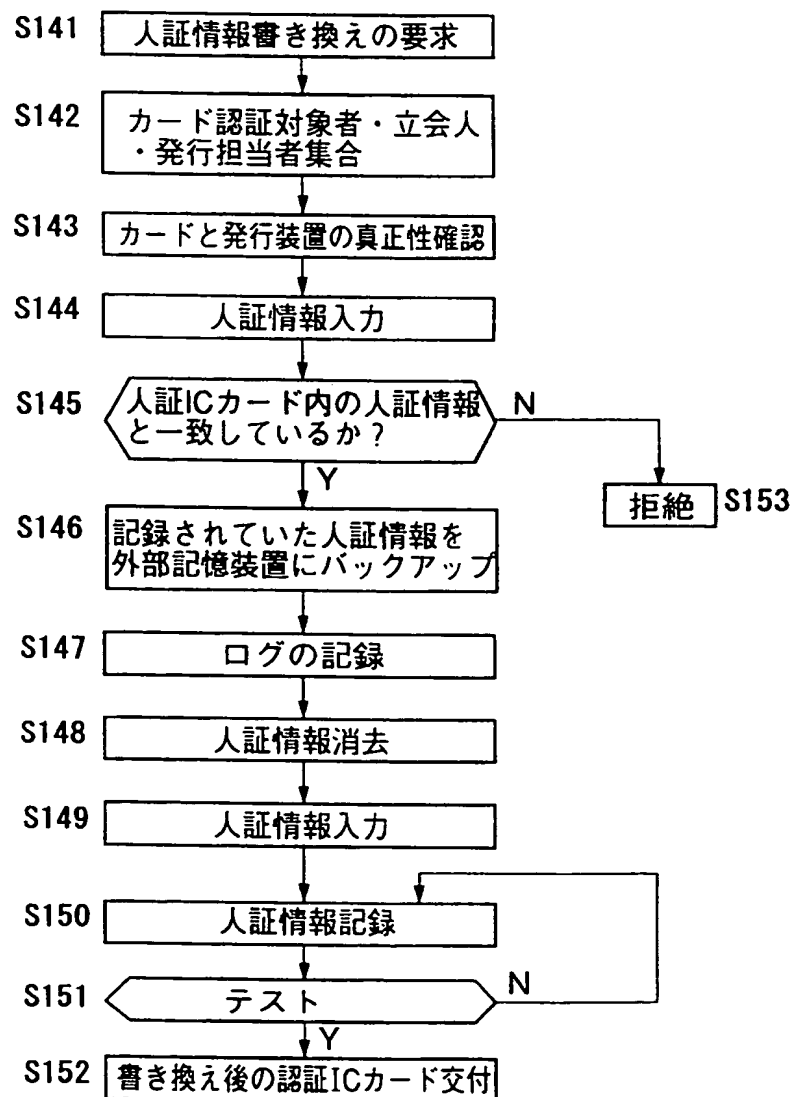 S141 人証情報書き換えの要求
S142 カード認証対象者・立会人
・発行担当者集合
S143 カードと発行装置の真正性確認
S144 人証情報入力
S145 人証ICカード内の人証情報 N
と一致しているか?
Y
拒絶 S153
S146 記録されていた人証情報を
外部記憶装置にバックアップ
S147 ログの記録
S148 人証情報消去
S149 人証情報入力
S150 人証情報記録
S151 テスト N
Y
S152 書き換え後の認証ICカード交付